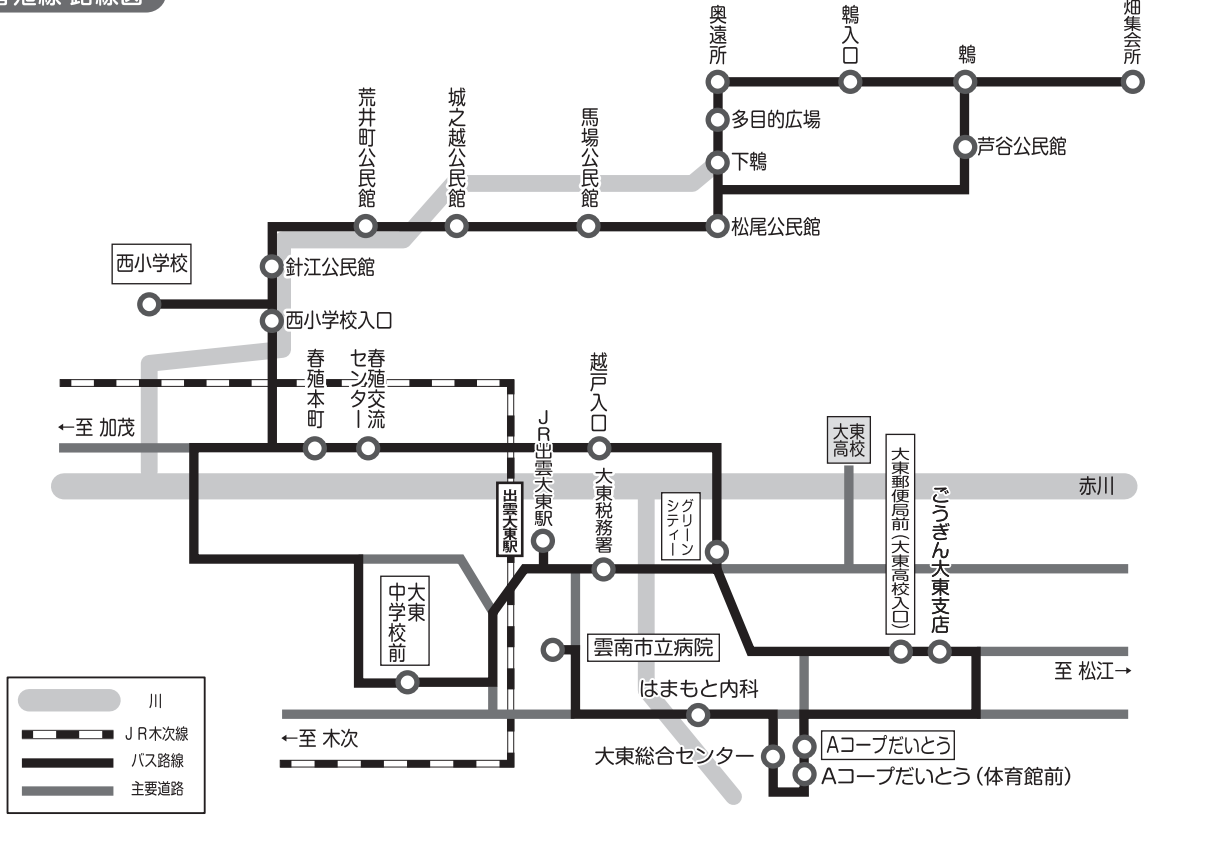 路線図
奥遠所
鵯入口
鵯
畑集会所
多目的広場
下鵯
芦谷公民館
松尾公民館
荒井町公民館
城之越公民館
馬場公民館
針江公民館
西小学校
西小学校入口
春殖本町
春殖交流
センター
越戸入口
←至 加茂
赤川
JR出雲大東駅
出雲大東駅
大東税務署
グリーン
シティー
大東
高校
大東郵便局前(大東高校入口)
ごうぎん大東支店
大東
中学校前
雲南市立病院
至 松江→
はまもと内科
←至 木次
大東総合センター
Aコープだいとう
Aコープだいとう(体育館前)
川
JR木次線
バス路線
主要道路